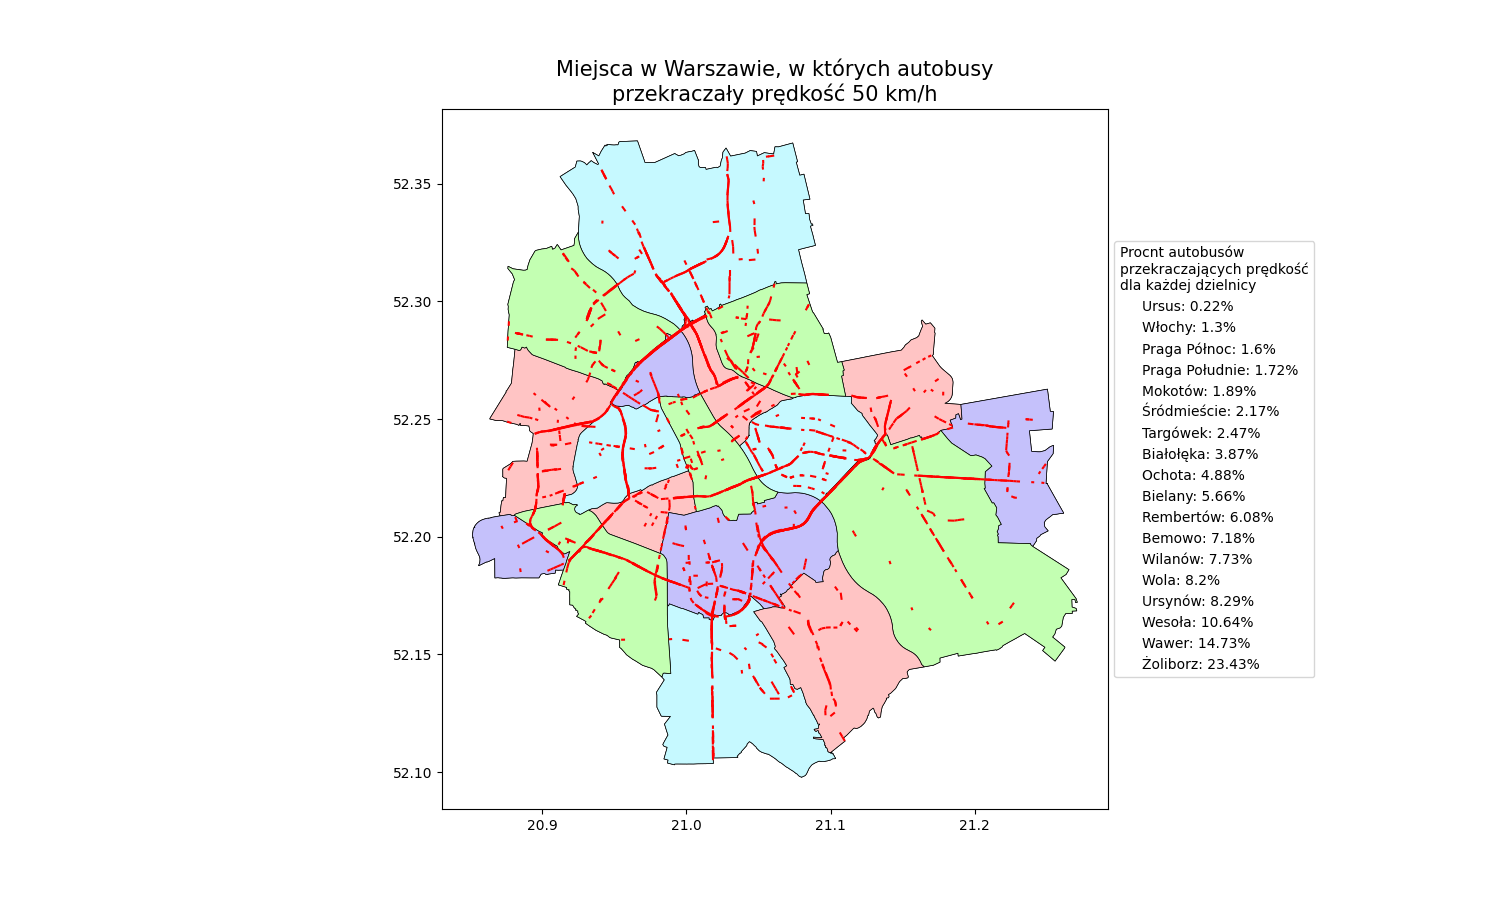 Miejsca w Warszawie, w których autobusy
przekraczały prędkość 50 km/h
52.35
52.30
52.25
52.20
52.15
52.10
20.9
21.0
21.1
21.2
Procnt autobusów
przekraczających prędkość
dla każdej dzielnicy
Ursus: 0.22%
Włochy: 1.3%
Praga Północ: 1.6%
Praga Południe: 1.72%
Mokotów: 1.89%
Śródmieście: 2.17%
Targówek: 2.47%
Białołęka: 3.87%
Ochota: 4.88%
Bielany: 5.66%
Rembertów: 6.08%
Bemowo: 7.18%
Wilanów: 7.73%
Wola: 8.2%
Ursynów: 8.29%
Wesoła: 10.64%
Wawer: 14.73%
Żoliborz: 23.43%